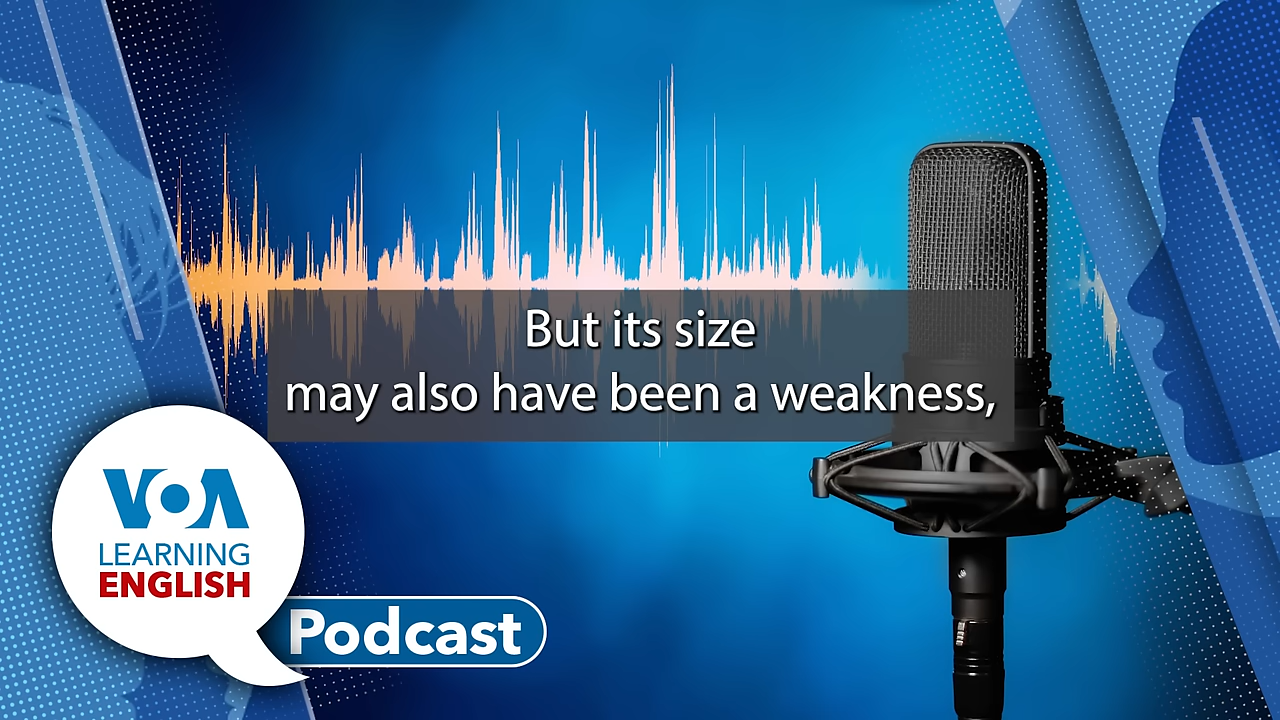 But its size
may also have been a weakness,
VOA
LEARNING
ENGLISH
Podcast